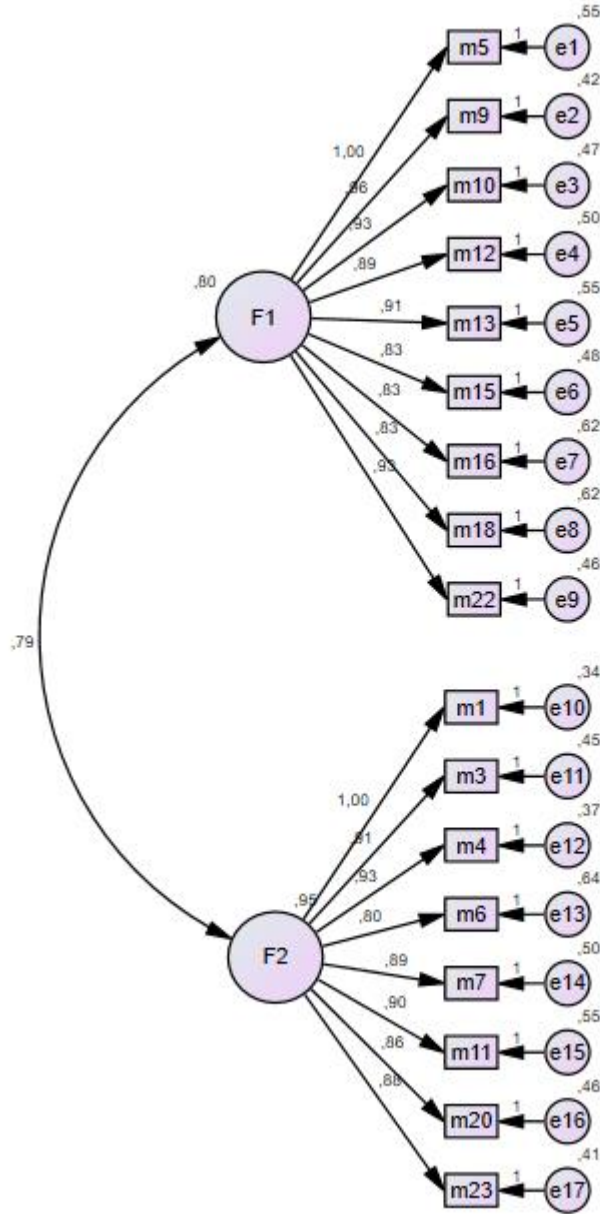 ,55
1,00 m5 1 e1
,42
,96 m9 1 e2
,47
,93 m10 1 e3
,50
,89 m12 1 e4
,80 F1
,55
,91 m13 1 e5
,48
,83 m15 1 e6
,62
,83 m16 1 e7
,62
,83 m18 1 e8
,46
,93 m22 1 e9
,79
,34
1,00 m1 1 e10
,45
,91 m3 1 e11
,37
,93 m4 1 e12
,64
,80 m6 1 e13
,95 F2
,50
,89 m7 1 e14
,55
,90 m11 1 e15
,46
,86 m20 1 e16
,41
,88 m23 1 e17